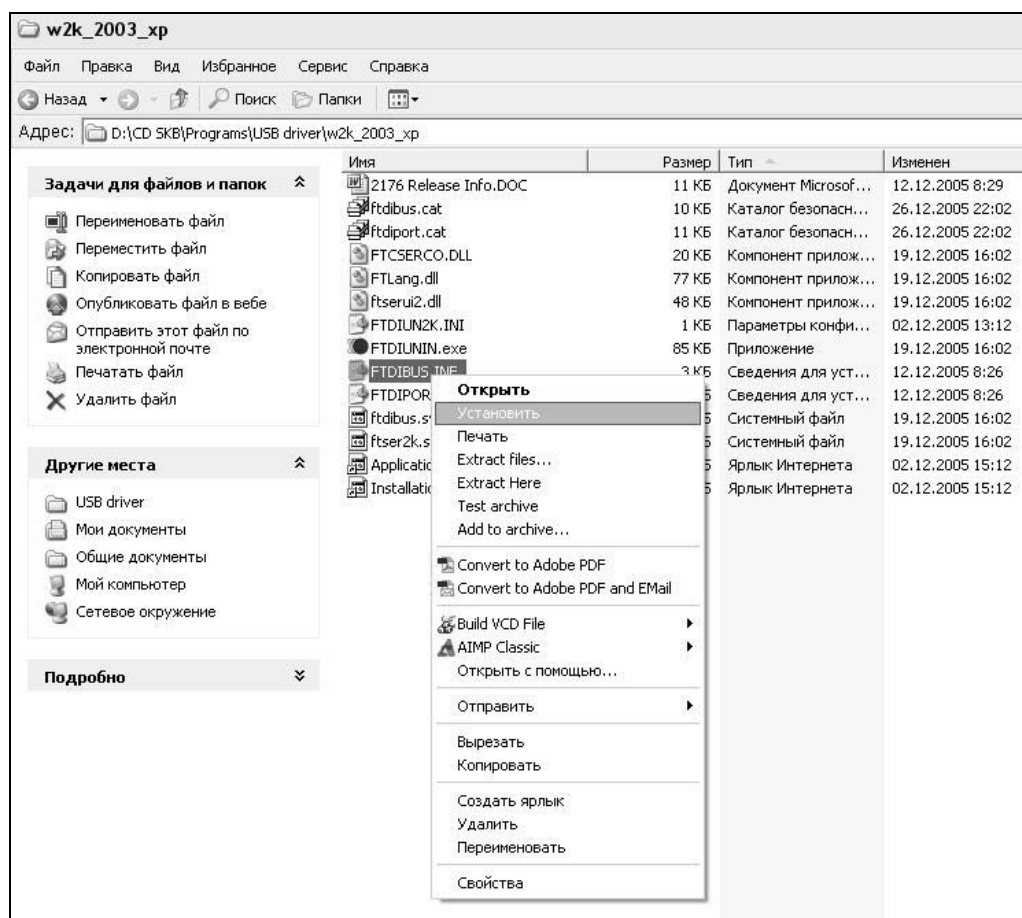 w2k_2003_xp
Файл Правка Вид Избранное Сервис Справка
Назад Поиск Папки
Адрес: D:\CD SKB\Programs\USB driver\w2k_2003_xp
Задачи для файлов и папок
Переименовать файл
Переместить файл
Копировать файл
Опубликовать файл в вебе
Отправить этот файл по
электронной почте
Печатать файл
Удалить файл
Другие места
USB driver
Мои документы
Общие документы
Мой компьютер
Сетевое окружение
Подробно
Имя Размер Тип Изменен
2176 Release Info.DOC 11 КБ Документ Microsof... 12.12.2005 8:29
ftdibus.cat 10 КБ Каталог безопасн... 26.12.2005 22:02
ftdiport.cat 11 КБ Каталог безопасн... 26.12.2005 22:02
FTCSERCO.DLL 20 КБ Компонент прилож... 19.12.2005 16:02
FTLang.dll 77 КБ Компонент прилож... 19.12.2005 16:02
ftserui2.dll 48 КБ Компонент прилож... 19.12.2005 16:02
FTDIUN2K.INI 1 КБ Параметры конфи... 02.12.2005 13:12
FTDIUNIN.exe 85 КБ Приложение 19.12.2005 16:02
FTDIBUS.INF 3 КБ Сведения для уст... 12.12.2005 8:26
FTDIPOR Б Сведения для уст... 12.12.2005 8:26
ftdibus.s Б Системный файл 19.12.2005 16:02
ftser2k.s Б Системный файл 19.12.2005 16:02
Applicatio Б Ярлык Интернета 02.12.2005 15:12
Installatio Б Ярлык Интернета 02.12.2005 15:12
Открыть
Установить
Печать
Extract files...
Extract Here
Test archive
Add to archive...
Convert to Adobe PDF
Convert to Adobe PDF and EMail
Build VCD File
AIMP Classic
Открыть с помощью...
Отправить
Вырезать
Копировать
Создать ярлык
Удалить
Переименовать
Свойства